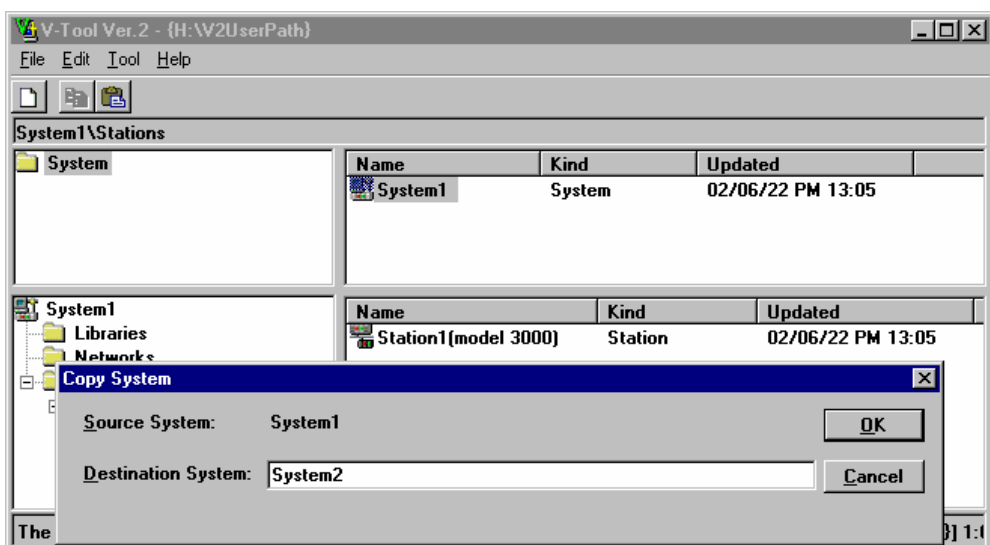 V-Tool Ver.2 - {H:\V2UserPath}
File Edit Tool Help
System1\Stations
System
Name Kind Updated
System1 System 02/06/22 PM 13:05
System1
Libraries
Networks
Name Kind Updated
Station1(model 3000) Station 02/06/22 PM 13:05
Copy System
Source System: System1
OK
Destination System: System2
Cancel
The